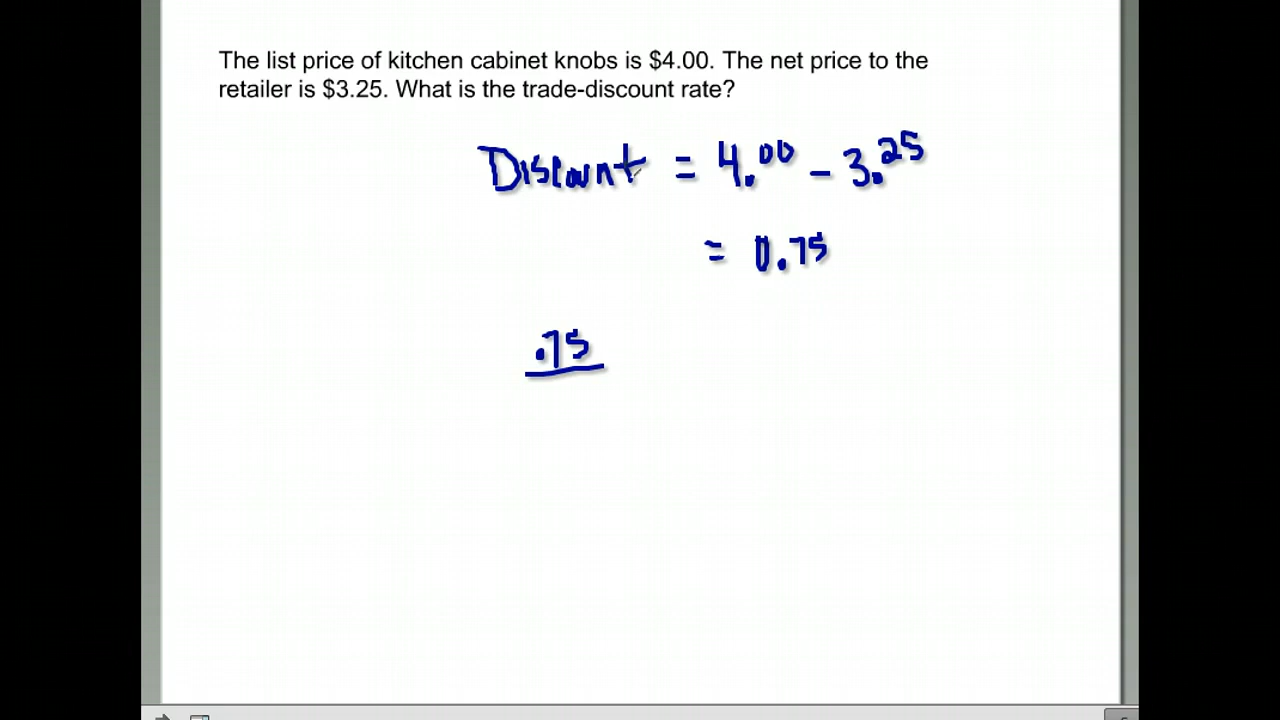 The list price of kitchen cabinet knobs is $4.00. The net price to the
retailer is $3.25. What is the trade-discount rate?
Discount = 4.00 - 3.25
= 0.75
.75